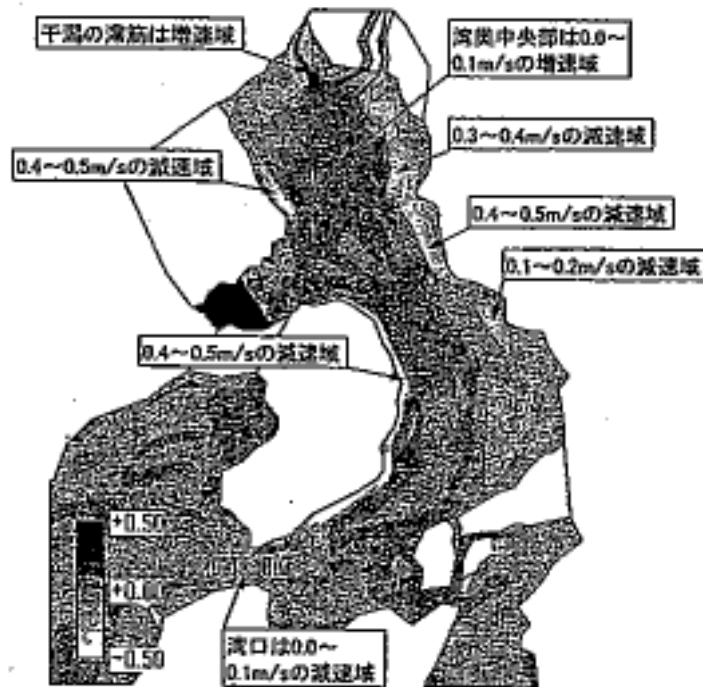 干潟の澪筋は増速域
湾奥中央部は0.0～
0.1m/sの増速域
0.3～0.4m/sの減速域
0.4～0.5m/sの減速域
0.4～0.5m/sの減速域
0.1～0.2m/sの減速域
0.4～0.5m/sの減速域
+0.50
+0.00
-0.50
湾口は0.0～
0.1m/sの減速域